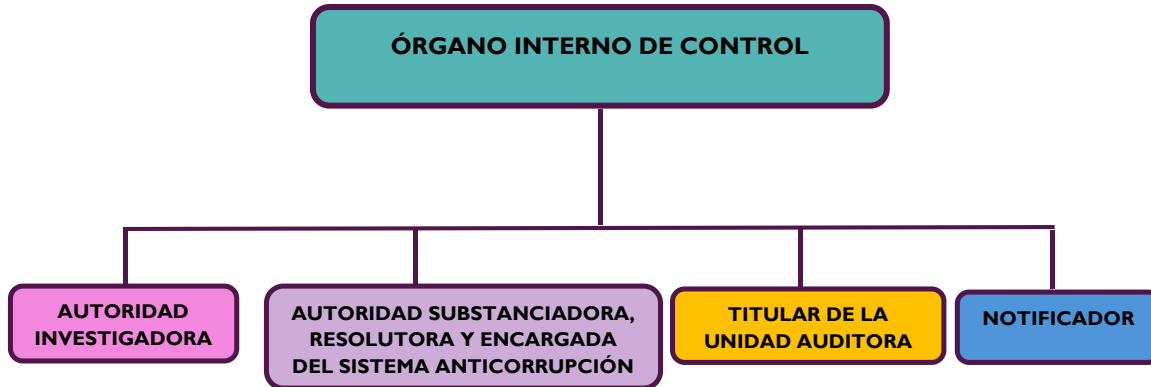 ÓRGANO INTERNO DE CONTROL
AUTORIDAD
INVESTIGADORA
AUTORIDAD SUBSTANCIADORA,
RESOLUTORA Y ENCARGADA
DEL SISTEMA ANTICORRUPCIÓN
TITULAR DE LA
UNIDAD AUDITORA
NOTIFICADOR